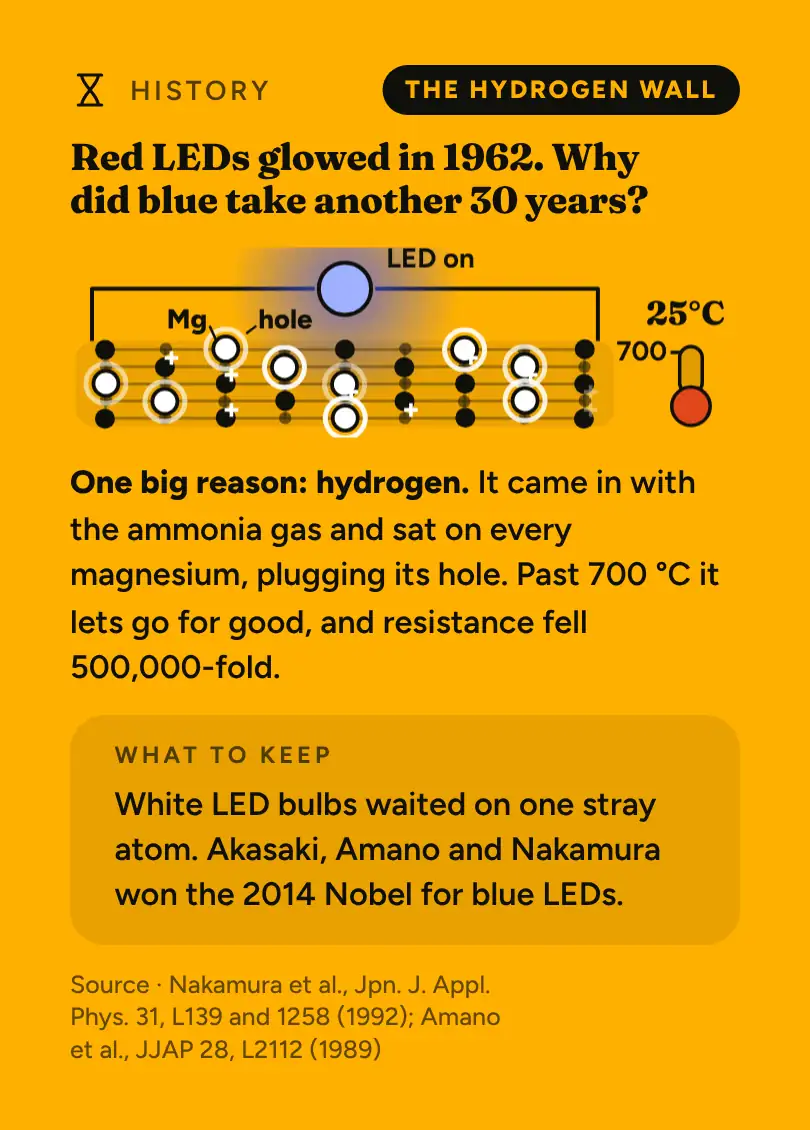 HISTORY
THE HYDROGEN WALL
Red LEDs glowed in 1962. Why
did blue take another 30 years?
LED on
Mg
hole
25°C
700
One big reason: hydrogen. It came in with
the ammonia gas and sat on every
magnesium, plugging its hole. Past 700 °C it
lets go for good, and resistance fell
500,000-fold.
WHAT TO KEEP
White LED bulbs waited on one stray
atom. Akasaki, Amano and Nakamura
won the 2014 Nobel for blue LEDs.
Source · Nakamura et al., Jpn. J. Appl.
Phys. 31, L139 and 1258 (1992); Amano
et al., JJAP 28, L2112 (1989)